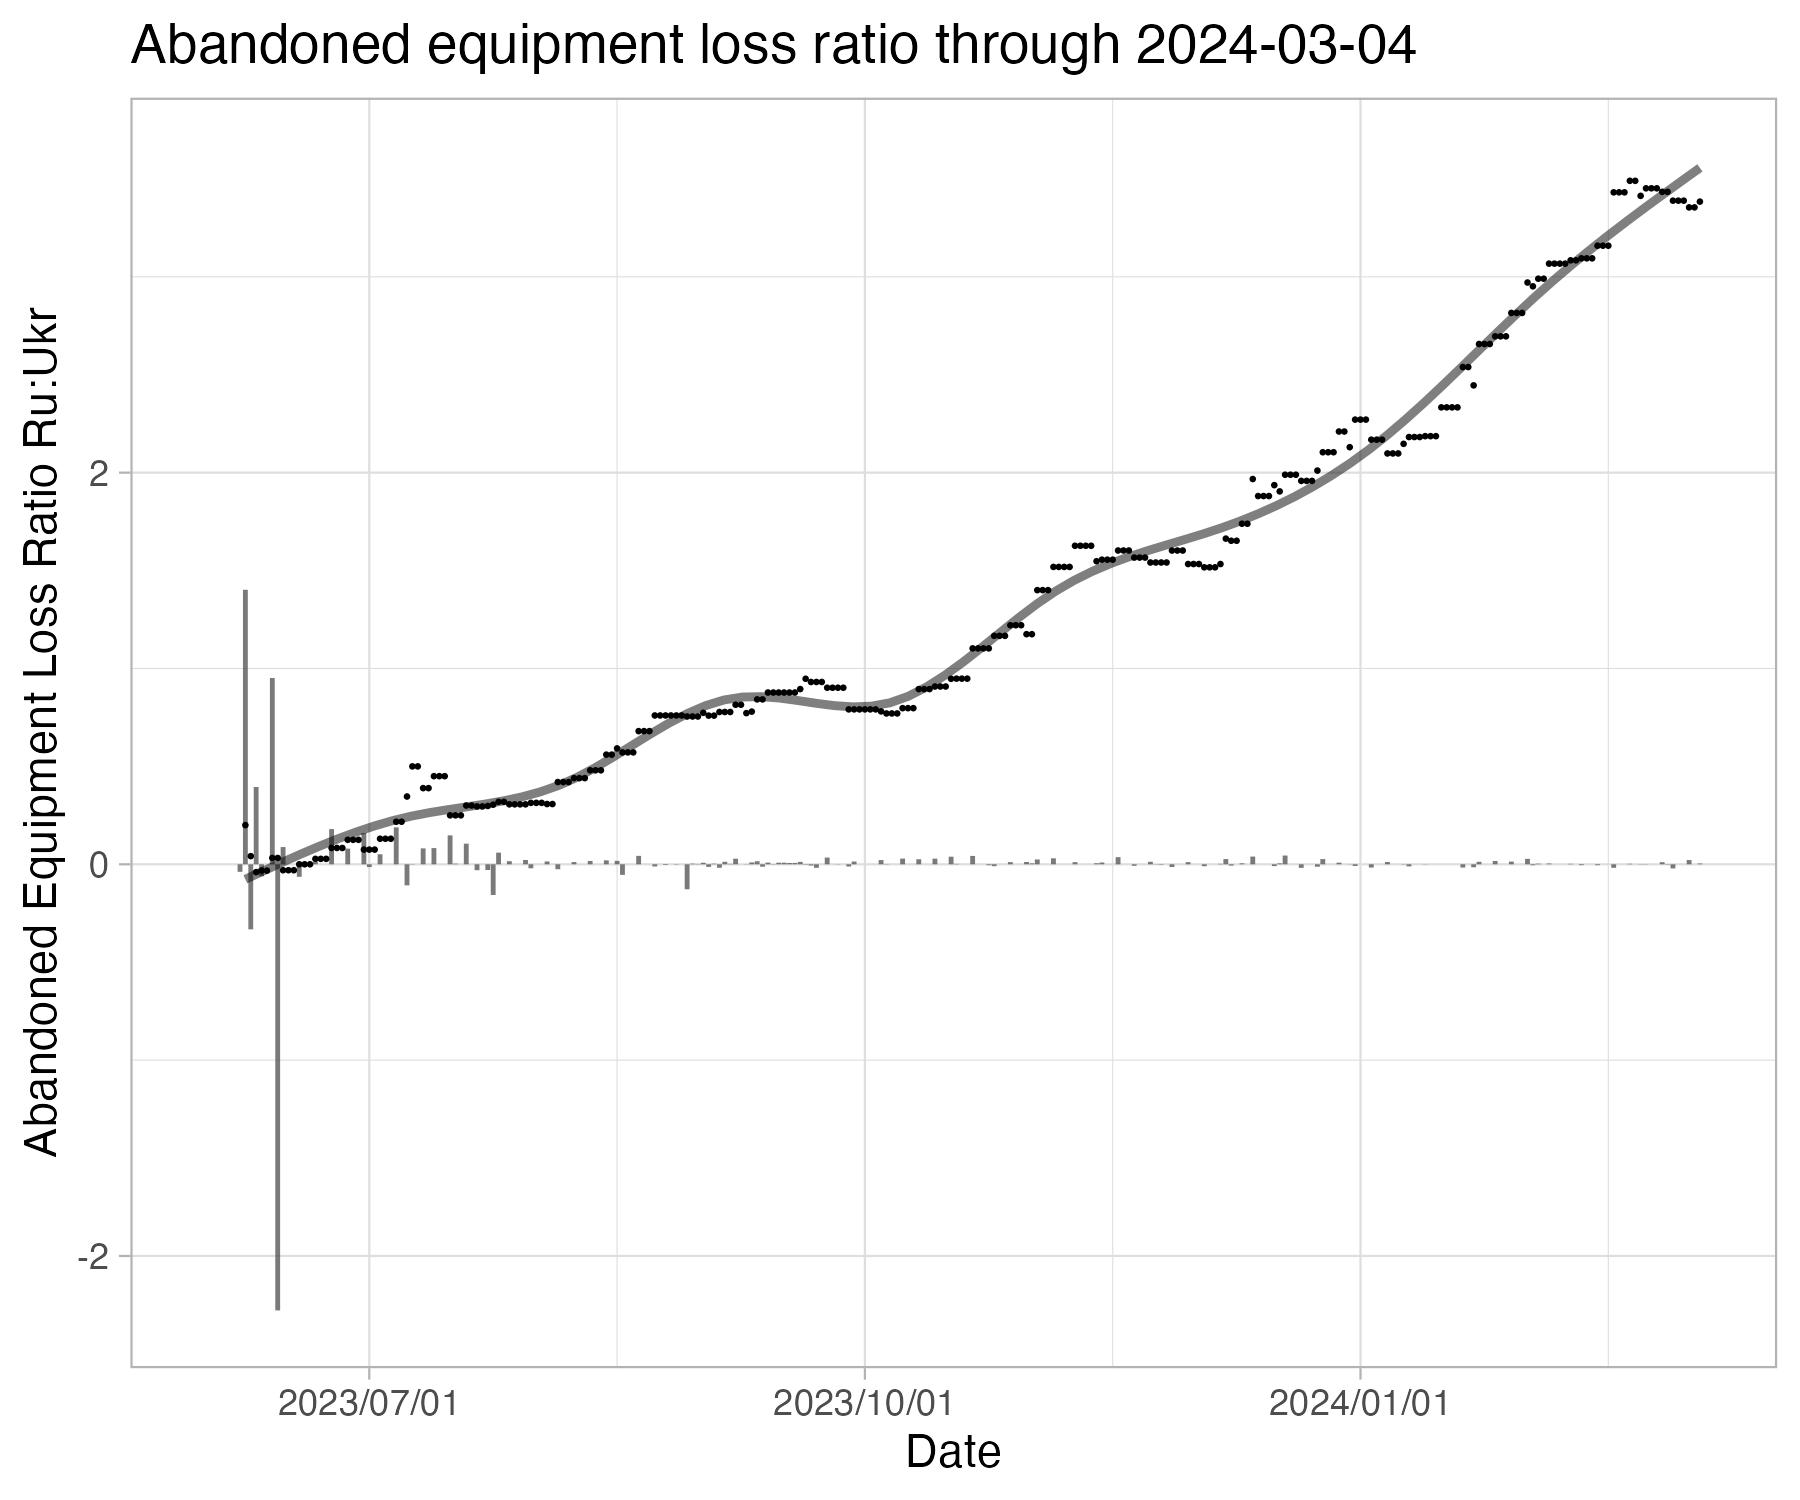 Abandoned equipment loss ratio through 2024-03-04
Abandoned Equipment Loss Ratio Ru:Ukr
2
0
-2
2023/07/01
2023/10/01
2024/01/01
Date